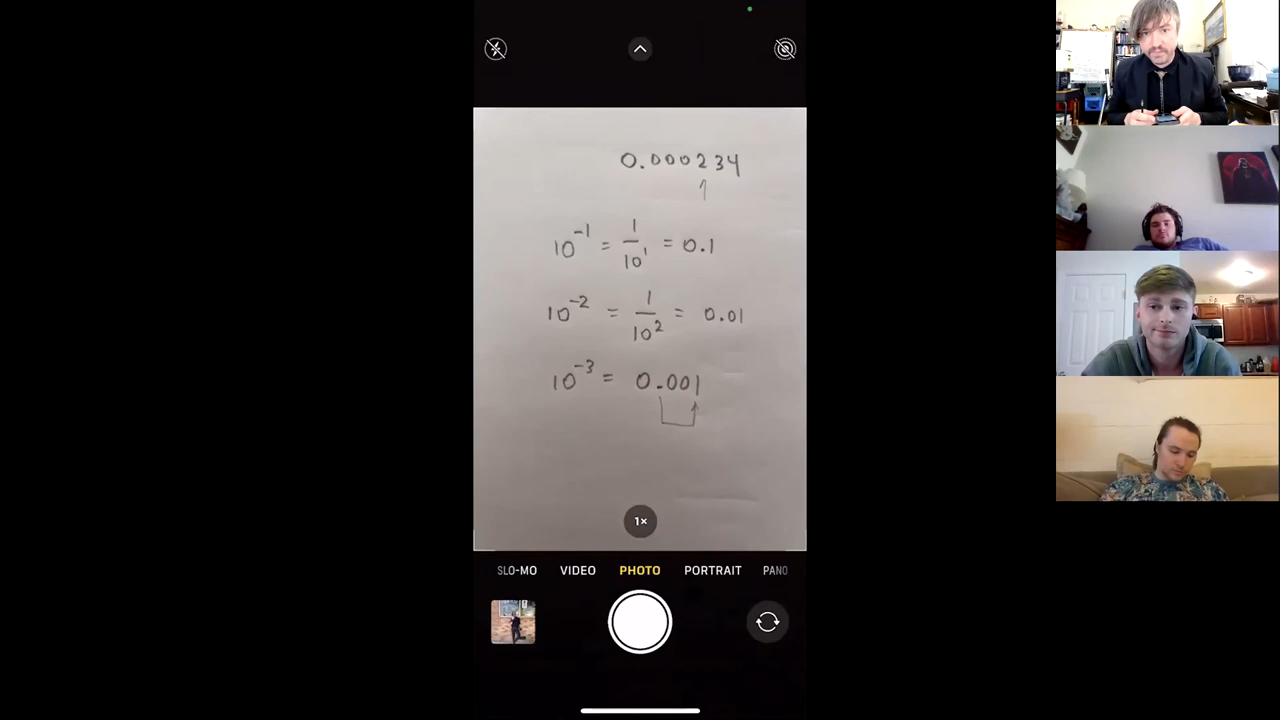 0.000234
10⁻¹ = 1/10¹ = 0.1
10⁻² = 1/10² = 0.01
10⁻³ = 0.001
1×
SLO-MO VIDEO PHOTO PORTRAIT PANO